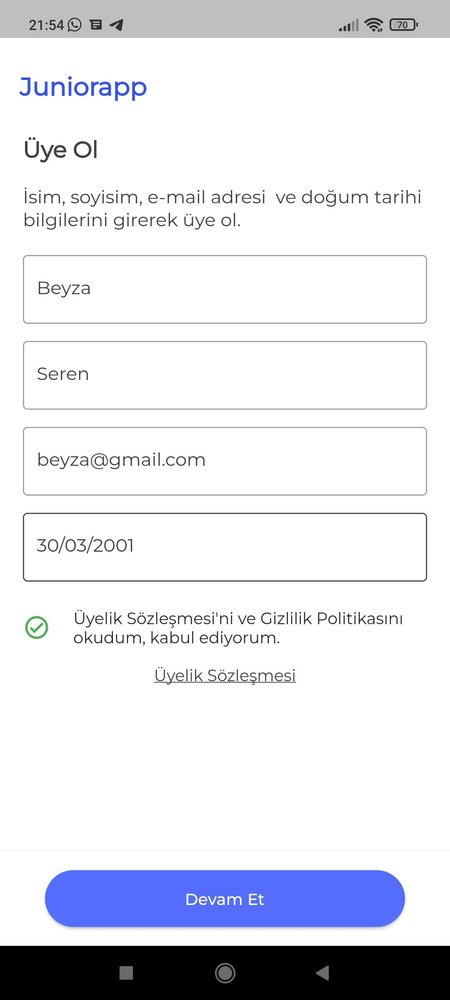 21:54
70
Juniorapp
Üye Ol
İsim, soyisim, e-mail adresi  ve doğum tarihi
bilgilerini girerek üye ol.
Beyza
Seren
beyza@gmail.com
30/03/2001
Üyelik Sözleşmesi'ni ve Gizlilik Politikasını
okudum, kabul ediyorum.
Üyelik Sözleşmesi
Devam Et